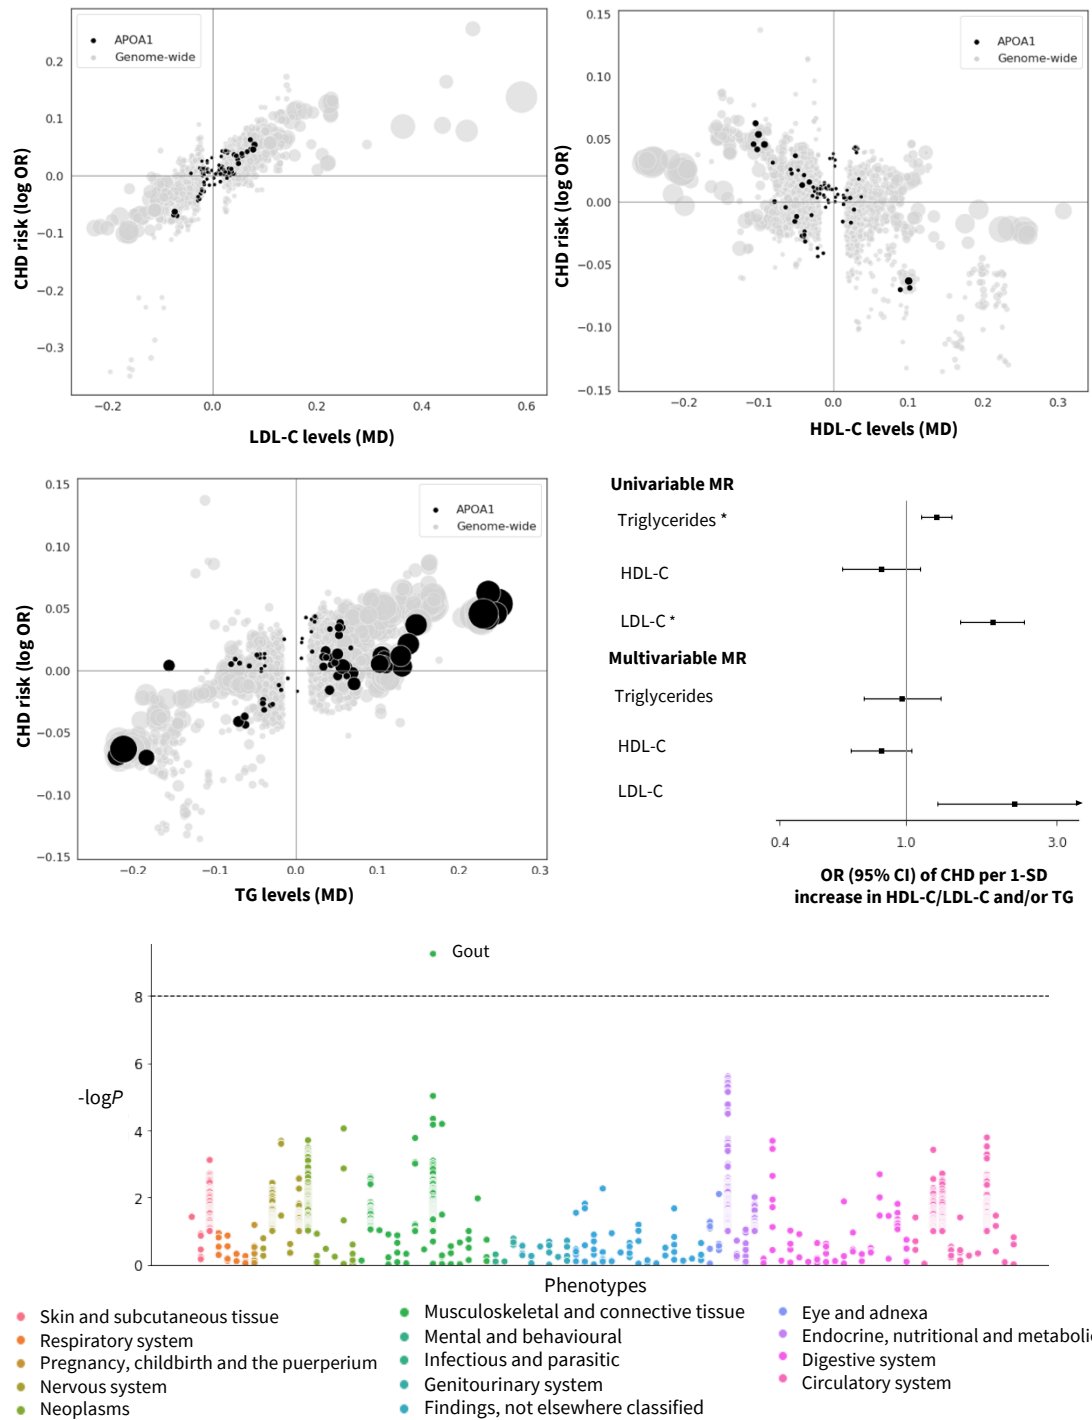 APOA1
Genome-wide
0.2
0.1
0.0
−0.1
−0.2
−0.3
CHD risk (log OR)
−0.2
0.0
0.2
0.4
0.6
LDL-C levels (MD)
APOA1
Genome-wide
0.15
0.10
0.05
0.00
−0.05
−0.10
−0.15
CHD risk (log OR)
−0.2
−0.1
0.0
0.1
0.2
0.3
HDL-C levels (MD)
APOA1
Genome-wide
0.15
0.10
0.05
0.00
−0.05
−0.10
−0.15
CHD risk (log OR)
−0.2
−0.1
0.0
0.1
0.2
0.3
TG levels (MD)
Univariable MR
Triglycerides *
HDL-C
LDL-C *
Multivariable MR
Triglycerides
HDL-C
LDL-C
0.4
1.0
3.0
OR (95% CI) of CHD per 1-SD
increase in HDL-C/LDL-C and/or TG
Gout
8
6
4
2
0
-logP
Phenotypes
Skin and subcutaneous tissue
Respiratory system
Pregnancy, childbirth and the puerperium
Nervous system
Neoplasms
Musculoskeletal and connective tissue
Mental and behavioural
Infectious and parasitic
Genitourinary system
Findings, not elsewhere classified
Eye and adnexa
Endocrine, nutritional and metabolic
Digestive system
Circulatory system